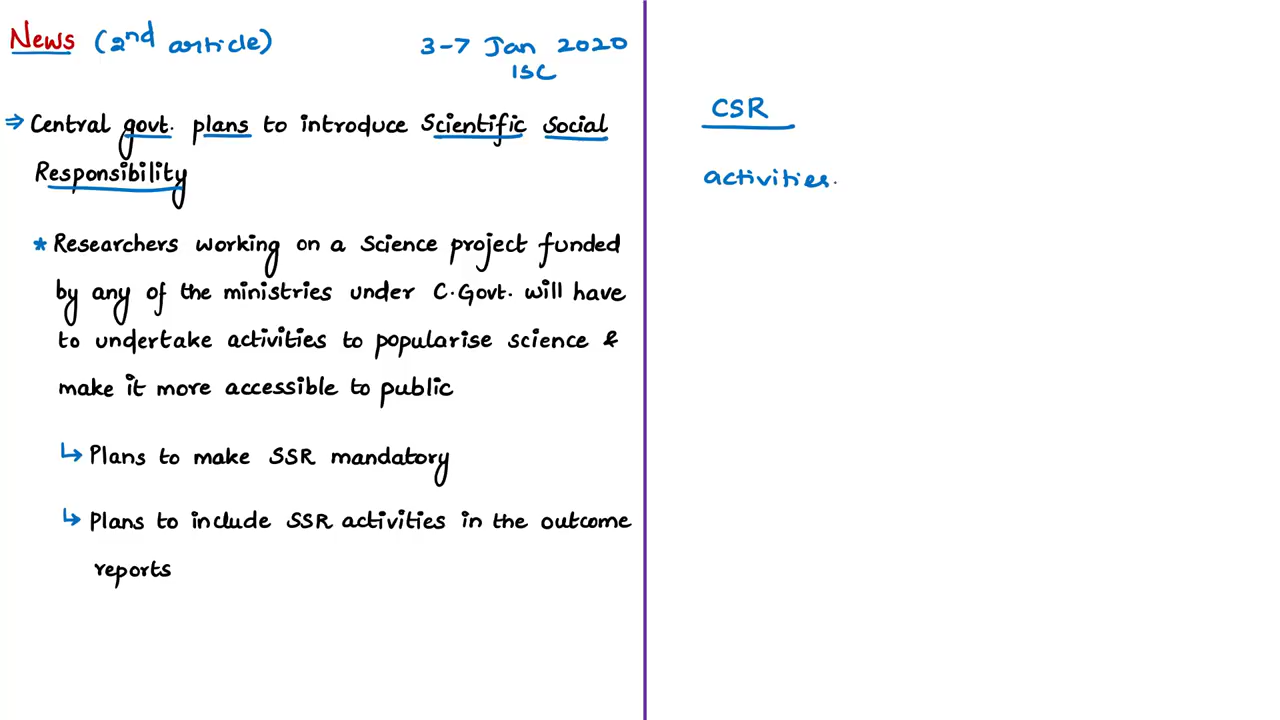 News (2nd article) 3-7 Jan 2020
ISC
⇒ Central govt. plans to introduce Scientific Social
Responsibility
* Researchers working on a science project funded
by any of the ministries under C.Govt. will have
to undertake activities to popularise science &
make it more accessible to public
↳ Plans to make SSR mandatory
↳ Plans to include SSR activities in the outcome
reports
CSR
activities.